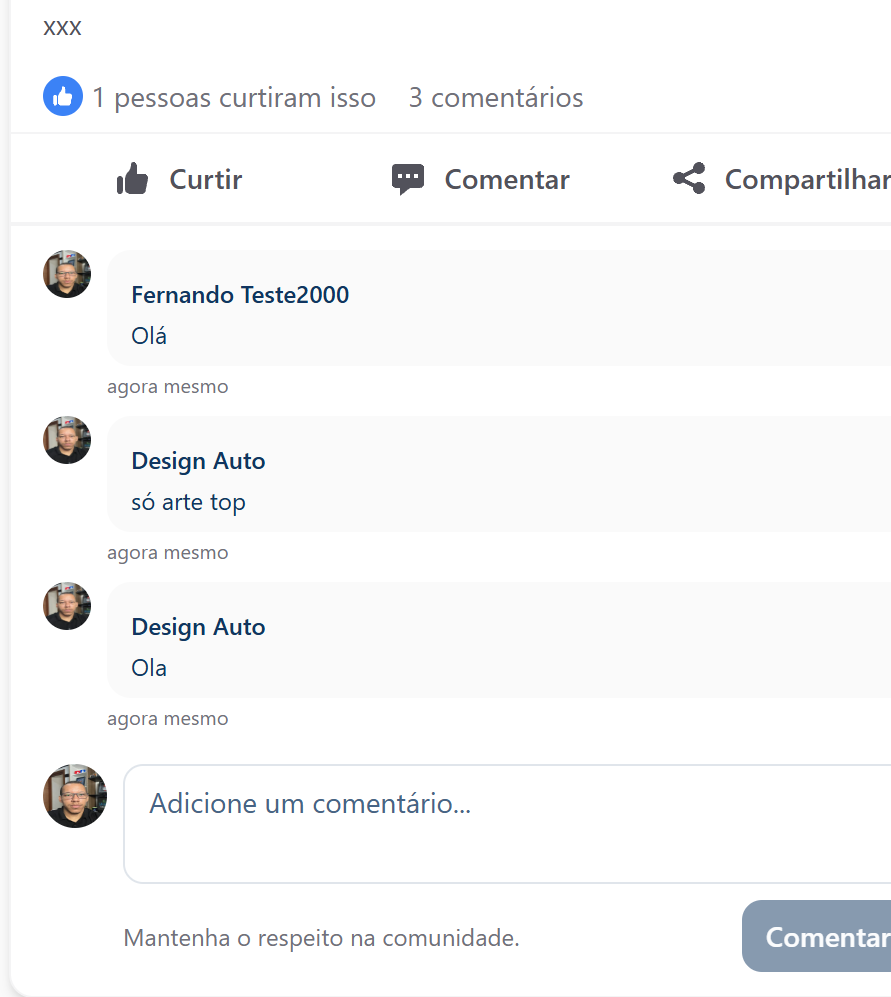 xxx
1 pessoas curtiram isso 3 comentários
Curtir Comentar Compartilhar
Fernando Teste2000
Olá
agora mesmo
Design Auto
só arte top
agora mesmo
Design Auto
Ola
agora mesmo
Adicione um comentário...
Mantenha o respeito na comunidade. Comentar